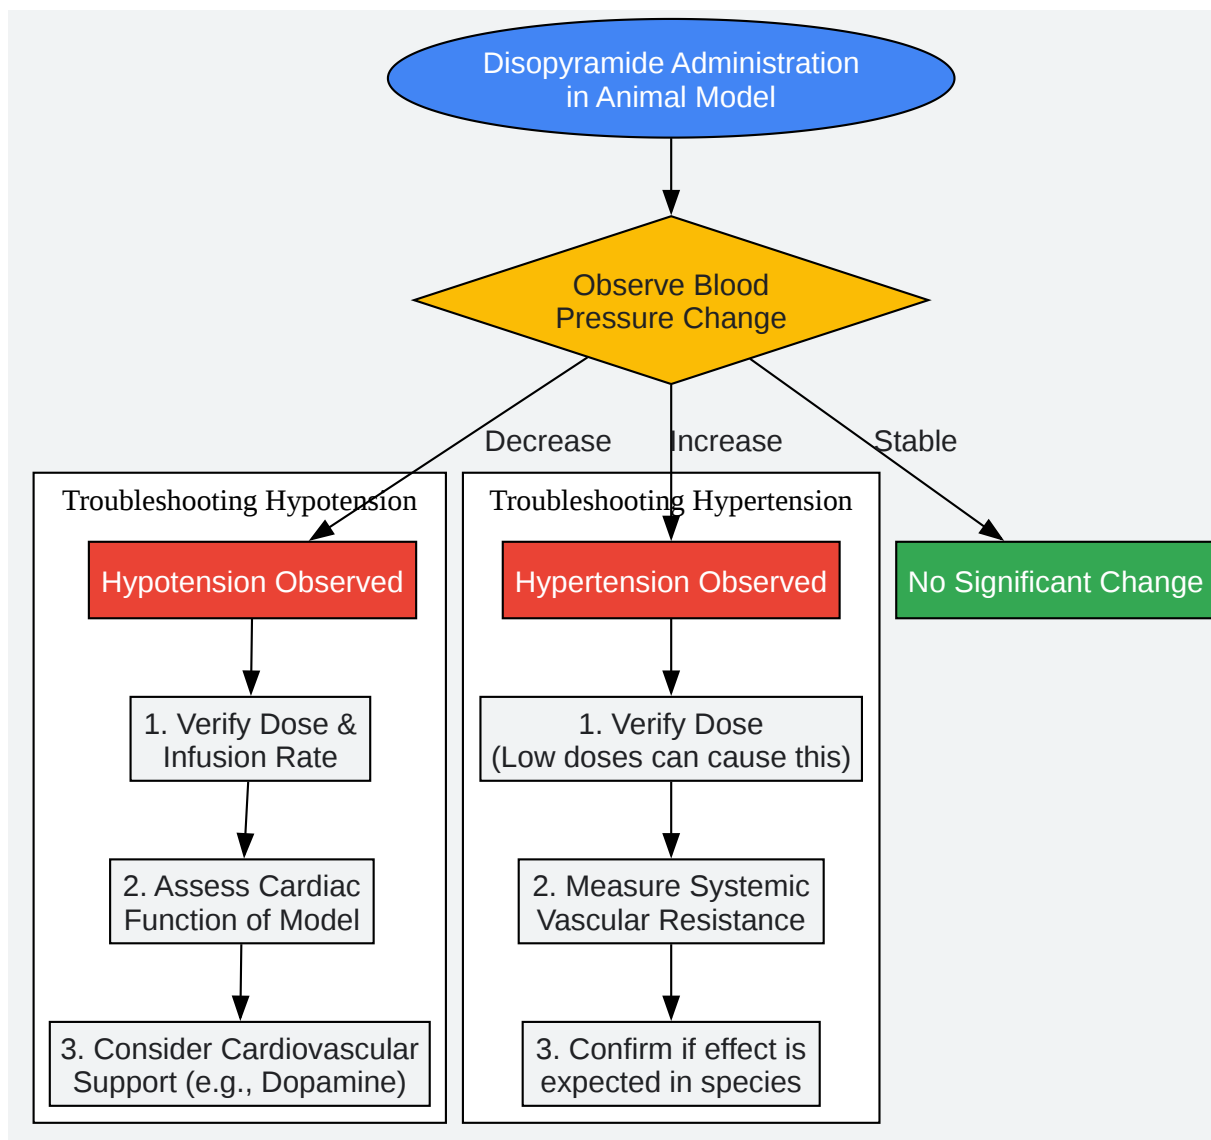 Disopyramide Administration
in Animal Model
Observe Blood
Pressure Change
Decrease
Increase
Stable
Troubleshooting Hypotension
Hypotension Observed
1. Verify Dose &
Infusion Rate
2. Assess Cardiac
Function of Model
3. Consider Cardiovascular
Support (e.g., Dopamine)
Troubleshooting Hypertension
Hypertension Observed
1. Verify Dose
(Low doses can cause this)
2. Measure Systemic
Vascular Resistance
3. Confirm if effect is
expected in species
No Significant Change